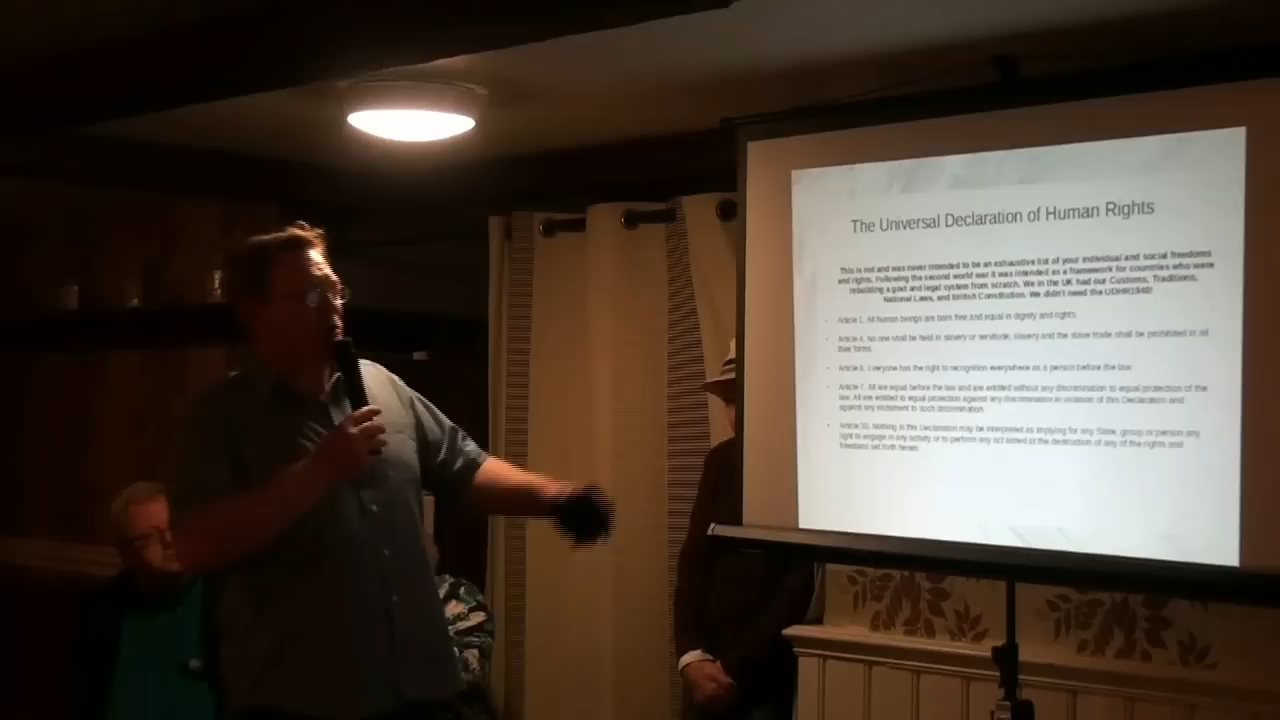 The Universal Declaration of Human Rights
This is not and was never intended to be an exhaustive list of your individual and social freedoms
and rights. Following the second world war it was intended as a framework for countries who were
rebuilding a govt and legal system from scratch. We in the UK had our Customs, Traditions,
National Laws, and British Constitution. We didn't need the UDHR1948!
Article 1. All human beings are born free and equal in dignity and rights.
Article 4. No one shall be held in slavery or servitude; slavery and the slave trade shall be prohibited in all
their forms.
Article 6. Everyone has the right to recognition everywhere as a person before the law.
Article 7. All are equal before the law and are entitled without any discrimination to equal protection of the
law. All are entitled to equal protection against any discrimination in violation of this Declaration and
against any incitement to such discrimination.
Article 30. Nothing in this Declaration may be interpreted as implying for any State, group or person any
right to engage in any activity or to perform any act aimed at the destruction of any of the rights and
freedoms set forth herein.